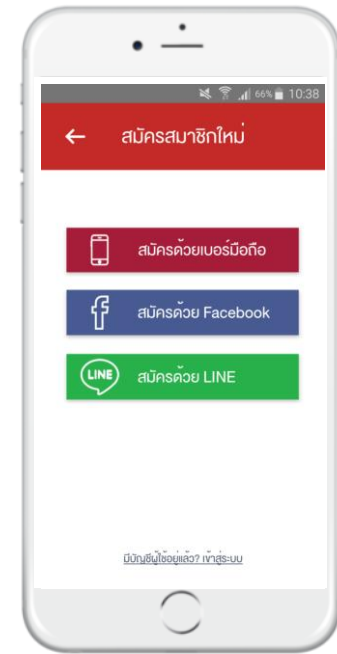 66% 10:38
สมัครสมาชิกใหม่
สมัครด้วยเบอร์มือถือ
สมัครด้วย Facebook
LINE สมัครด้วย LINE
มีบัญชีผู้ใช้อยู่แล้ว? เข้าสู่ระบบ